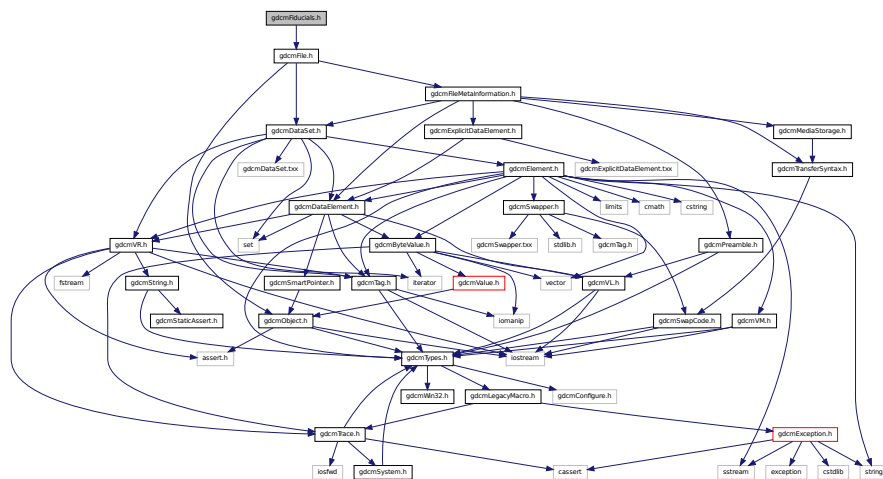 gdcmFiducials.h
gdcmFile.h
gdcmFileMetaInformation.h
gdcmDataSet.h
gdcmExplicitDataElement.h
gdcmMediaStorage.h
gdcmDataSet.txx
gdcmElement.h
gdcmExplicitDataElement.txx
gdcmTransferSyntax.h
gdcmDataElement.h
gdcmSwapper.h
limits
cmath
cstring
gdcmVR.h
set
gdcmByteValue.h
gdcmSwapper.txx
stdlib.h
gdcmTag.h
gdcmPreamble.h
fstream
gdcmString.h
gdcmSmartPointer.h
gdcmTag.h
iterator
gdcmValue.h
vector
gdcmVL.h
gdcmStaticAssert.h
gdcmObject.h
iomanip
gdcmSwapCode.h
gdcmVM.h
assert.h
gdcmTypes.h
iostream
gdcmWin32.h
gdcmLegacyMacro.h
gdcmConfigure.h
gdcmTrace.h
gdcmException.h
iosfwd
gdcmSystem.h
cassert
sstream
exception
cstdlib
string